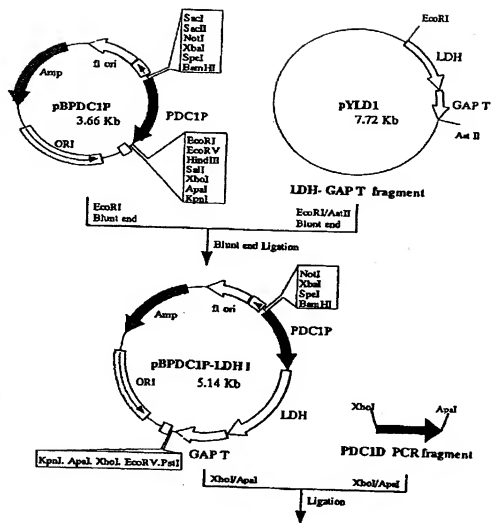 SacI
SacII
NotI
XbaI
SpeI
BamHI
f1 ori
Amp
pBPDC1P
3.66 Kb
PDC1P
ORI
EcoRI
EcoRV
HindIII
SalI
XhoI
ApaI
KpnI
EcoRI
LDH
pYLD1
7.72 Kb
GAP T
Aat II
LDH- GAP T fragment
EcoRI
Blunt end
EcoRI/AatII
Blunt end
Blunt end Ligation
NotI
XbaI
SpeI
BamHI
f1 ori
Amp
PDC1P
pBPDC1P-LDH I
5.14 Kb
ORI
LDH
GAP T
KpnI. ApaI. XhoI. EcoRV.PstI
XhoI
ApaI
PDC1D PCR fragment
XhoI/ApaI
XhoI/ApaI
Ligation